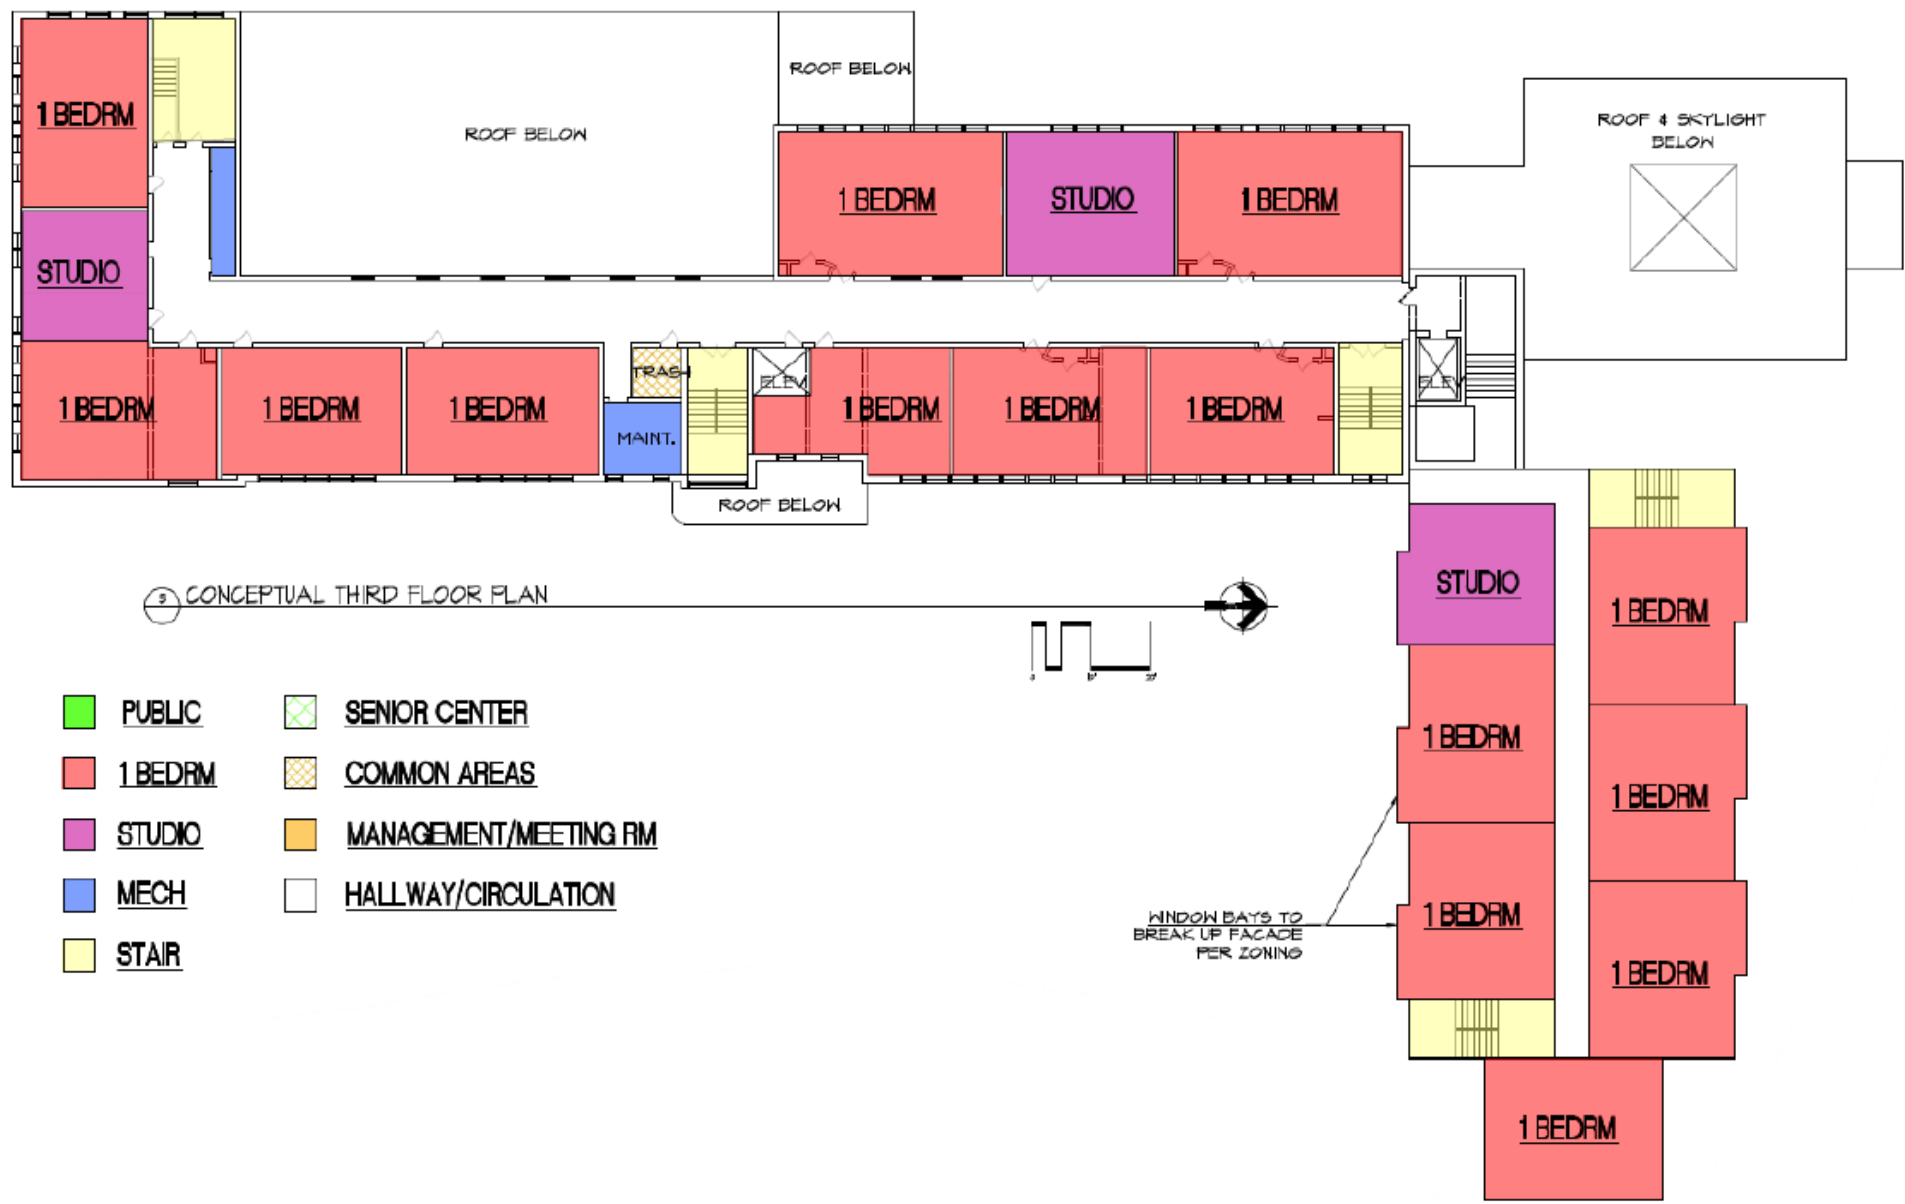 ROOF BELOW
1 BEDRM
ROOF BELOW
ROOF & SKYLIGHT
BELOW
1 BEDRM
STUDIO
1 BEDRM
STUDIO
TRASH
ELEV
ELEV
1 BEDRM
1 BEDRM
1 BEDRM
MAINT.
1 BEDRM
1 BEDRM
1 BEDRM
ROOF BELOW
CONCEPTUAL THIRD FLOOR PLAN
STUDIO
1 BEDRM
PUBLIC
SENIOR CENTER
1 BEDRM
COMMON AREAS
STUDIO
MANAGEMENT/MEETING RM
MECH
HALLWAY/CIRCULATION
STAIR
1 BEDRM
1 BEDRM
WINDOW BAYS TO
BREAK UP FACADE
PER ZONING
1 BEDRM
1 BEDRM
1 BEDRM